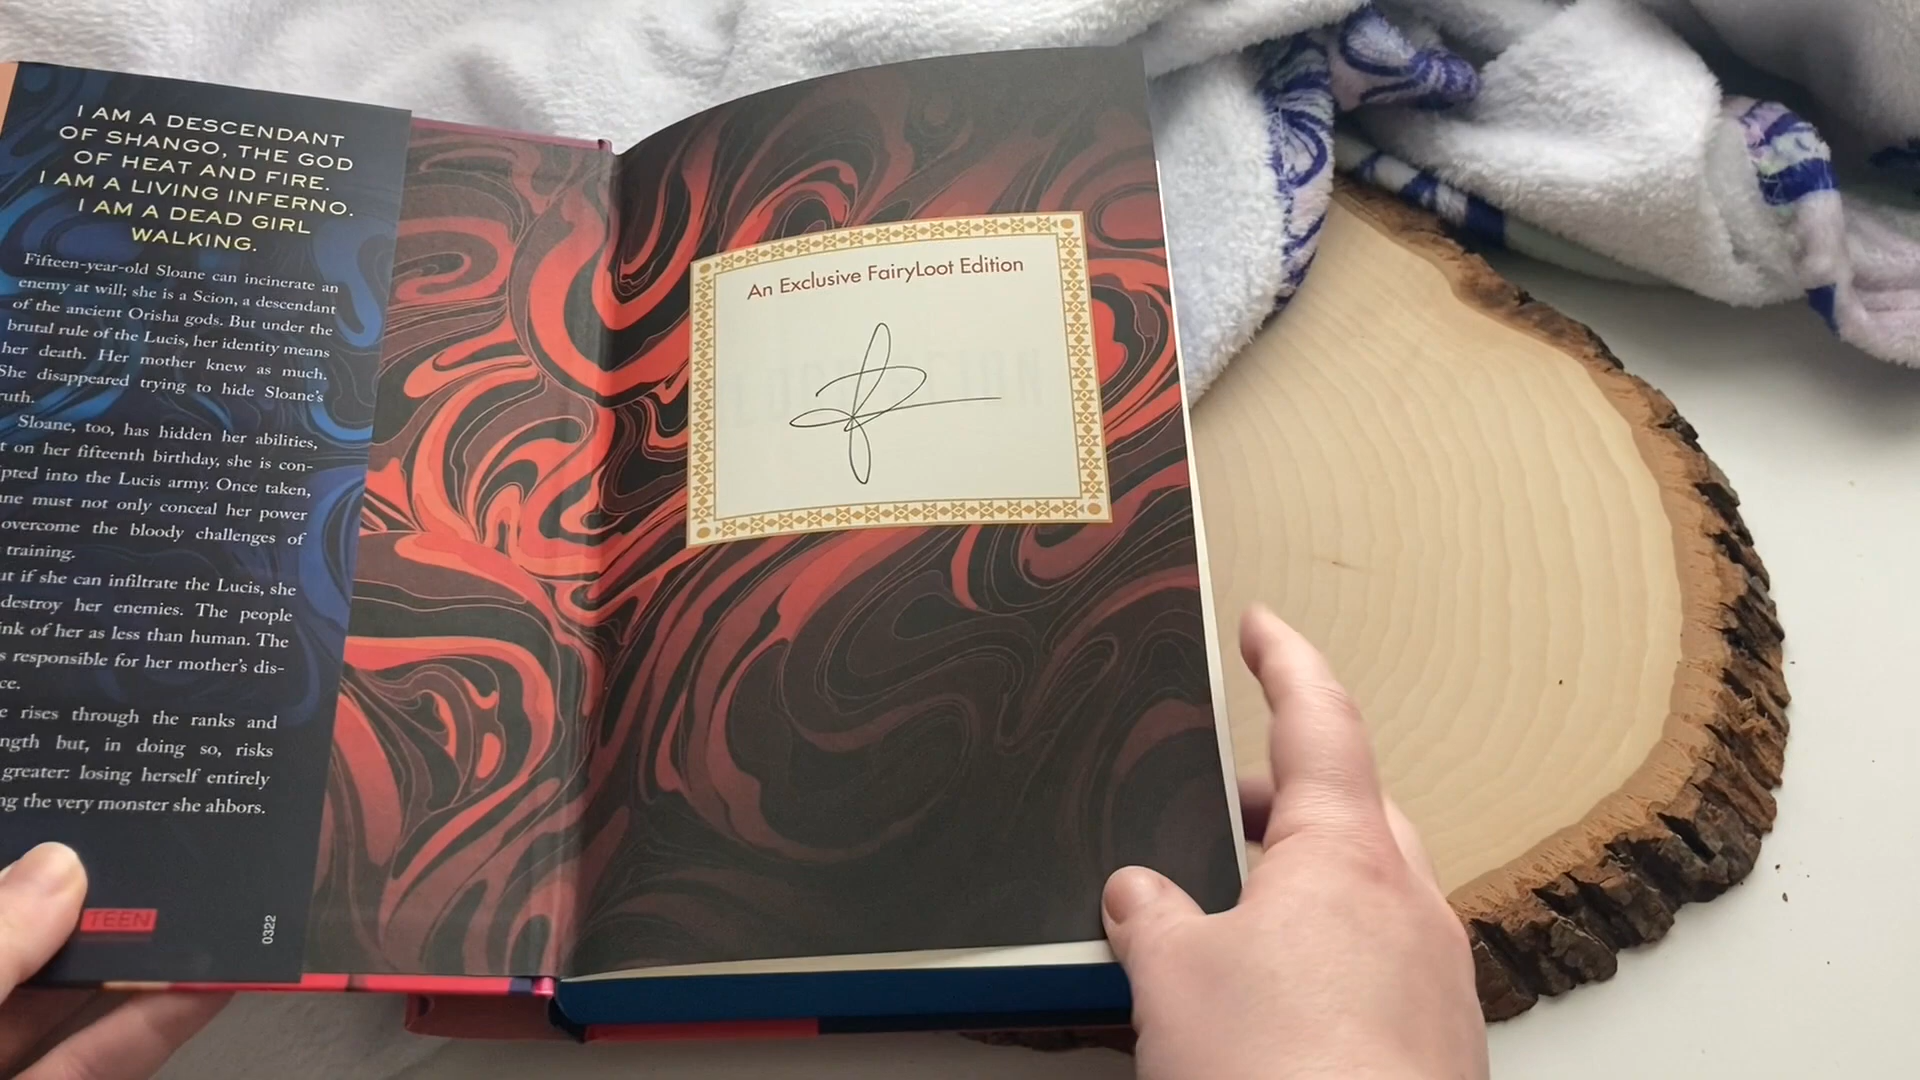 I AM A DESCENDANT
OF SHANGO, THE GOD
OF HEAT AND FIRE.
I AM A LIVING INFERNO.
I AM A DEAD GIRL
WALKING.
Fifteen-year-old Sloane can incinerate an
enemy at will; she is a Scion, a descendant
of the ancient Orisha gods. But under the
brutal rule of the Lucis, her identity means
her death. Her mother knew as much.
She disappeared trying to hide Sloane's
ruth.
Sloane, too, has hidden her abilities,
t on her fifteenth birthday, she is con-
pted into the Lucis army. Once taken,
ne must not only conceal her power
overcome the bloody challenges of
training.
ut if she can infiltrate the Lucis, she
destroy her enemies. The people
ink of her as less than human. The
s responsible for her mother's dis-
ce.
e rises through the ranks and
ngth but, in doing so, risks
greater: losing herself entirely
ng the very monster she ahbors.
TEEN
0322
An Exclusive FairyLoot Edition